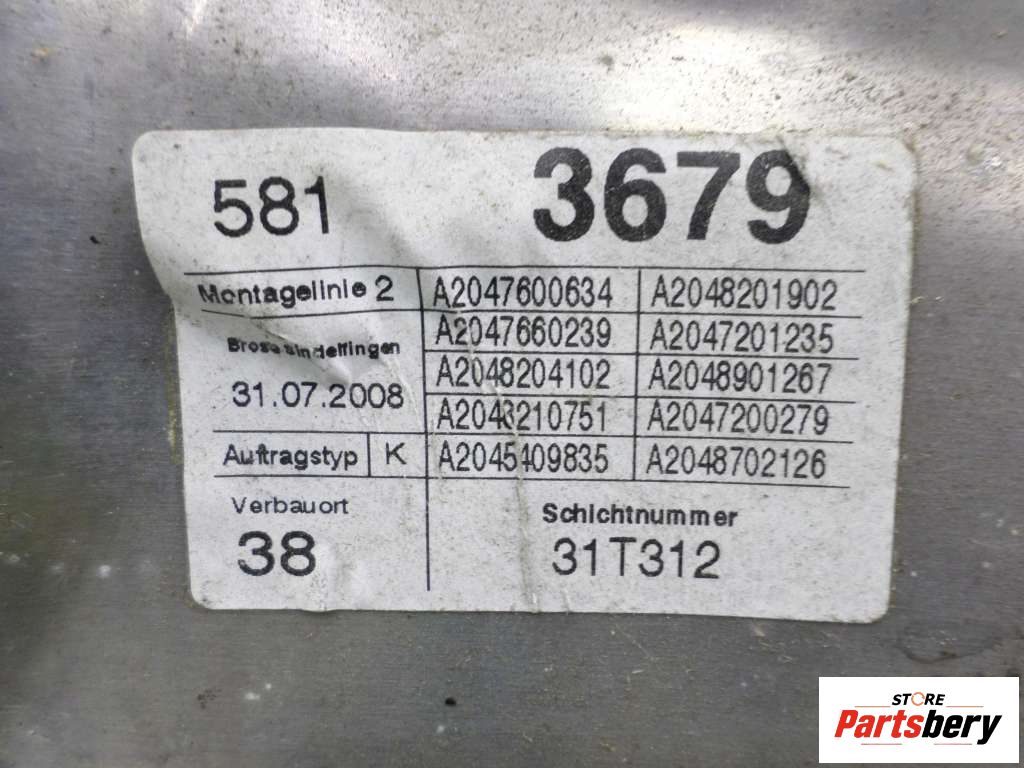 581 3679
Montagelinie 2 A2047600634 A2048201902
A2047660239 A2047201235
Brose Sindelfingen
A2048204102 A2048901267
31.07.2008
A2048210751 A2047200279
Auftragstyp K A2045409835 A2048702126
Verbauort Schichtnummer
38 31T312
STORE
Partsbery